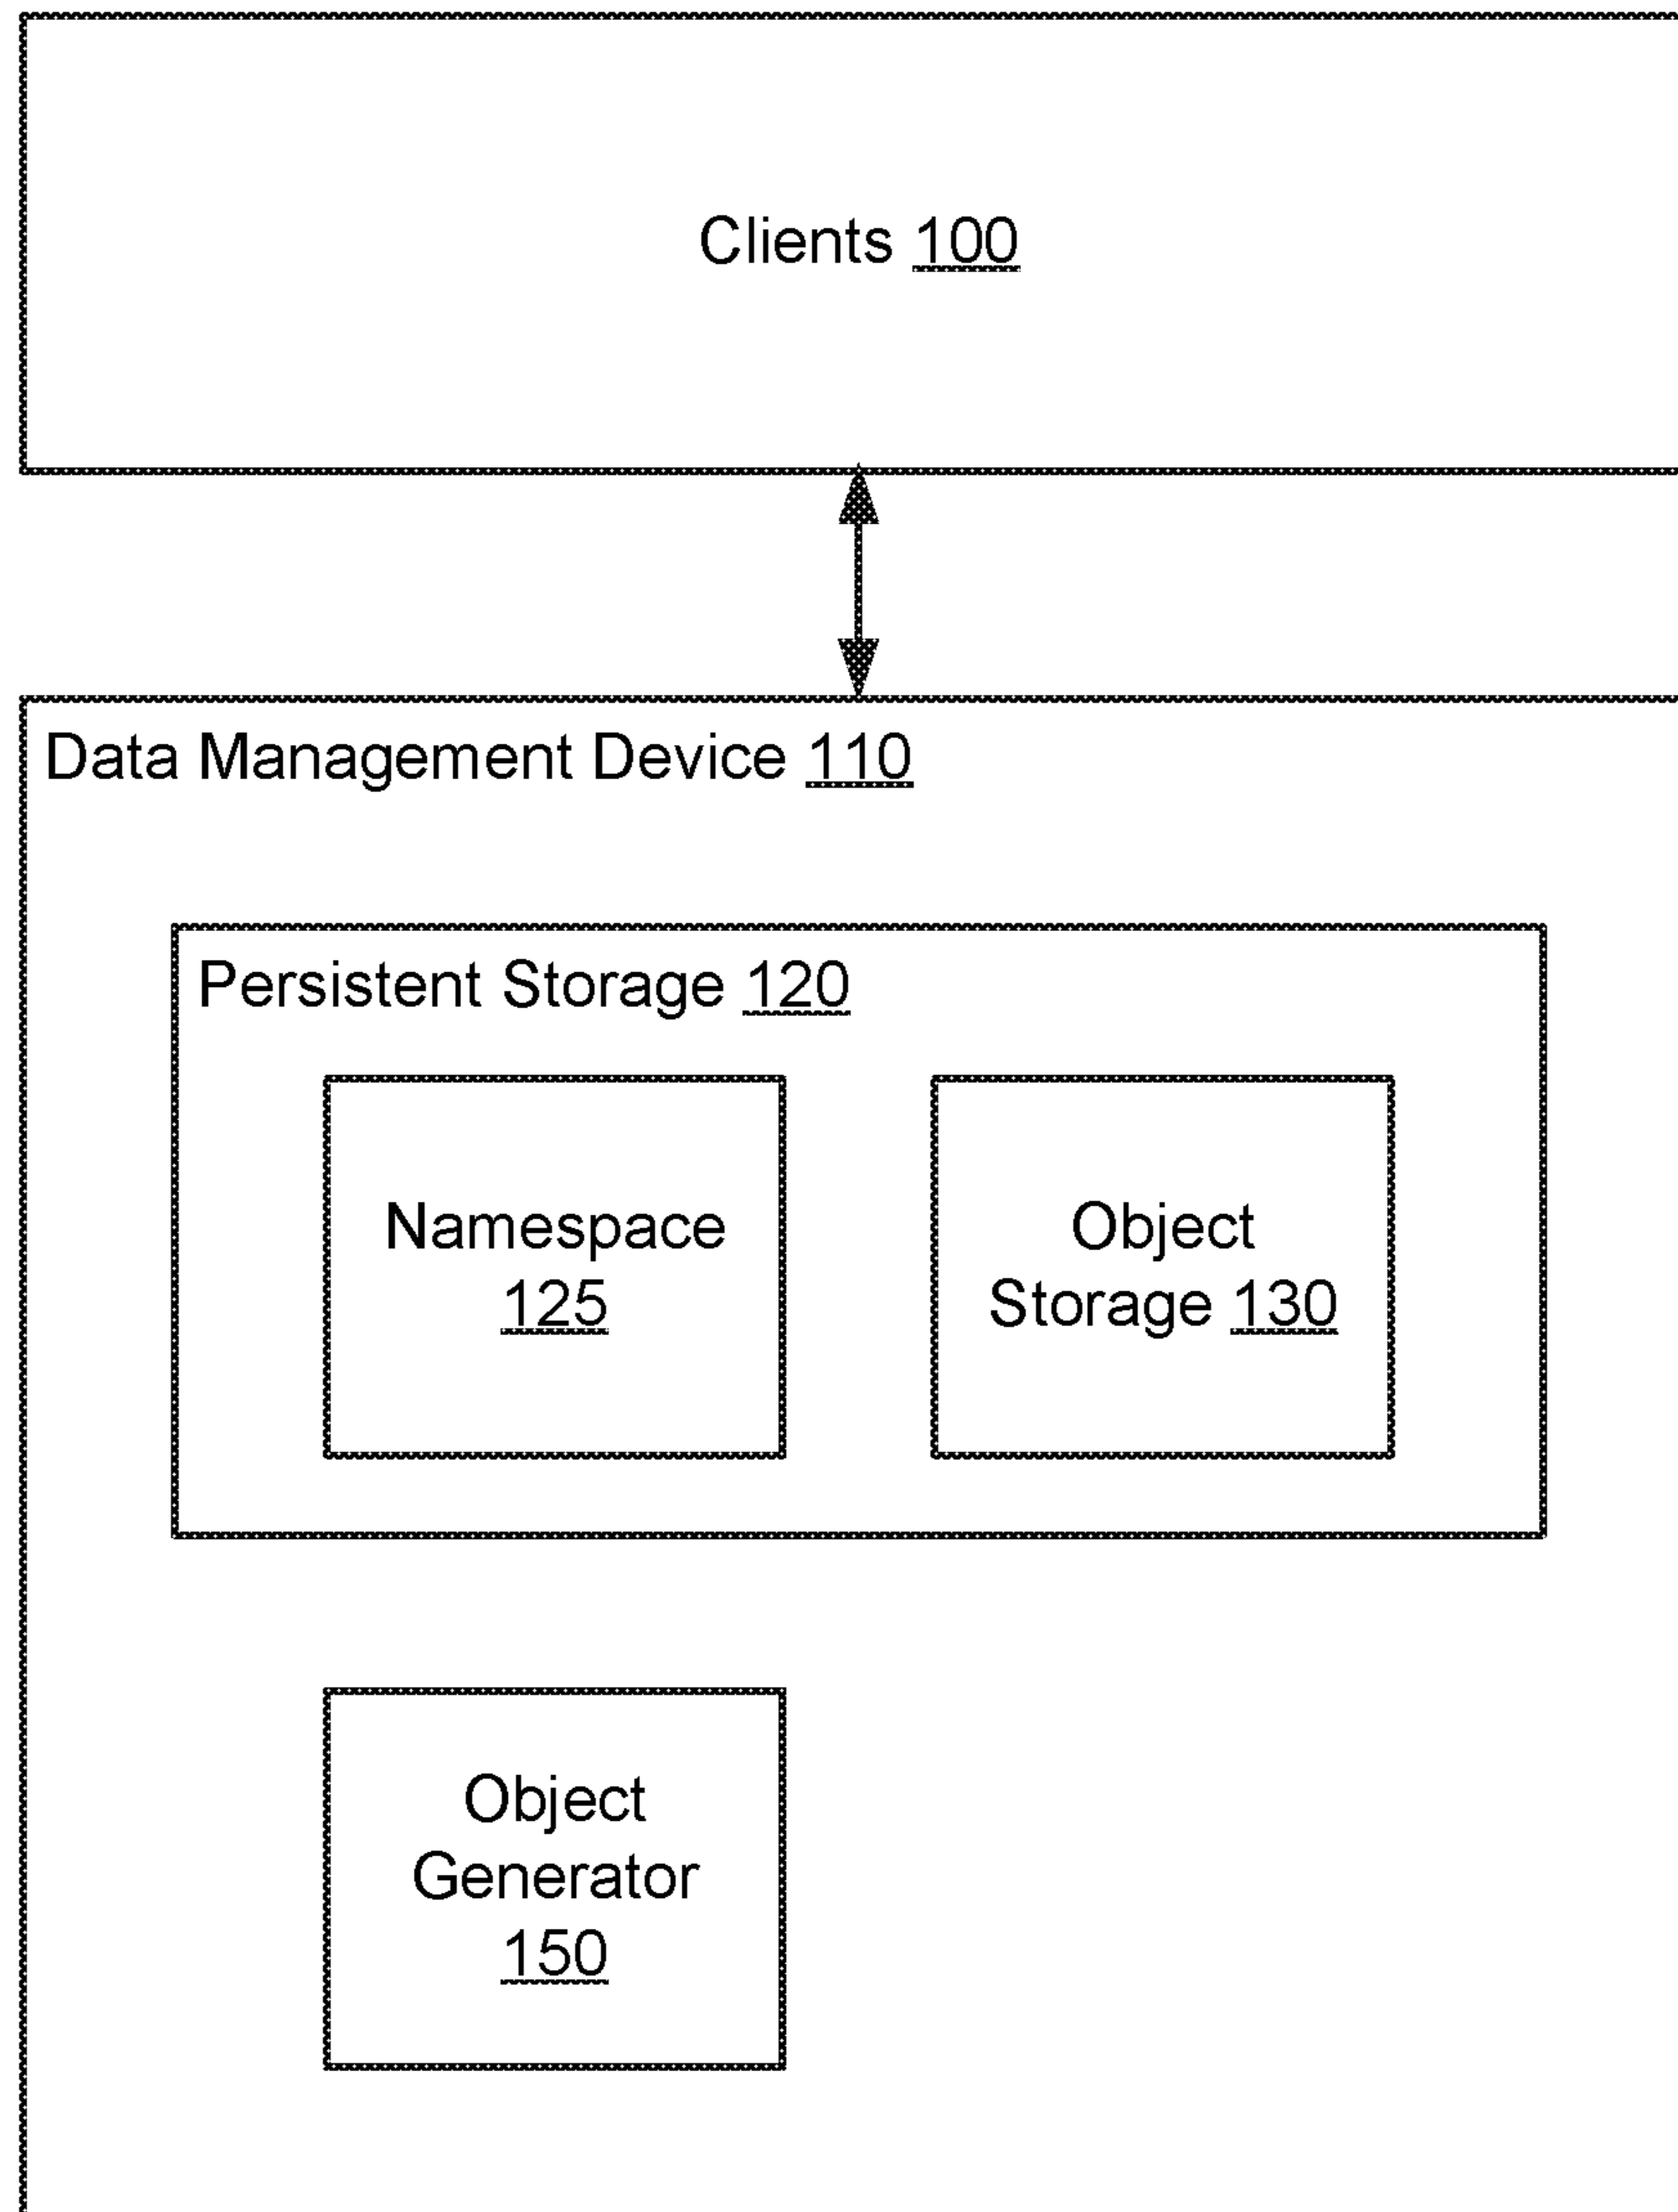 Clients 100
Data Management Device 110
Persistent Storage 120
Namespace
125
Object
Storage 130
Object
Generator
150